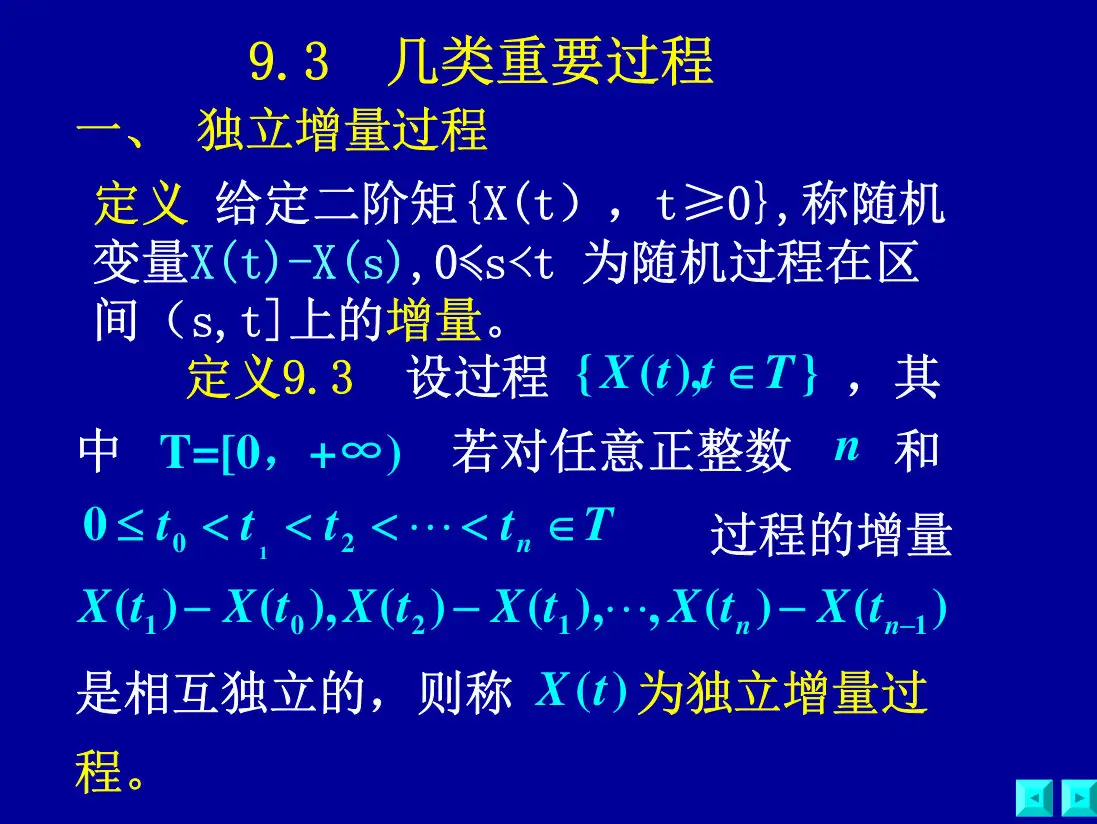 9.3 几类重要过程
一、 独立增量过程
定义 给定二阶矩{X(t），t≥0},称随机
变量X(t)-X(s),0≤s<t 为随机过程在区
间（s,t]上的增量。
定义9.3 设过程 {X(t),t∈T} ，其
中 T=[0，+∞) 若对任意正整数 n 和
0≤t₀<t₁<t₂<⋯<tₙ∈T 过程的增量
X(t₁)−X(t₀),X(t₂)−X(t₁),⋯,X(tₙ)−X(tₙ₋₁)
是相互独立的，则称 X(t)为独立增量过
程。